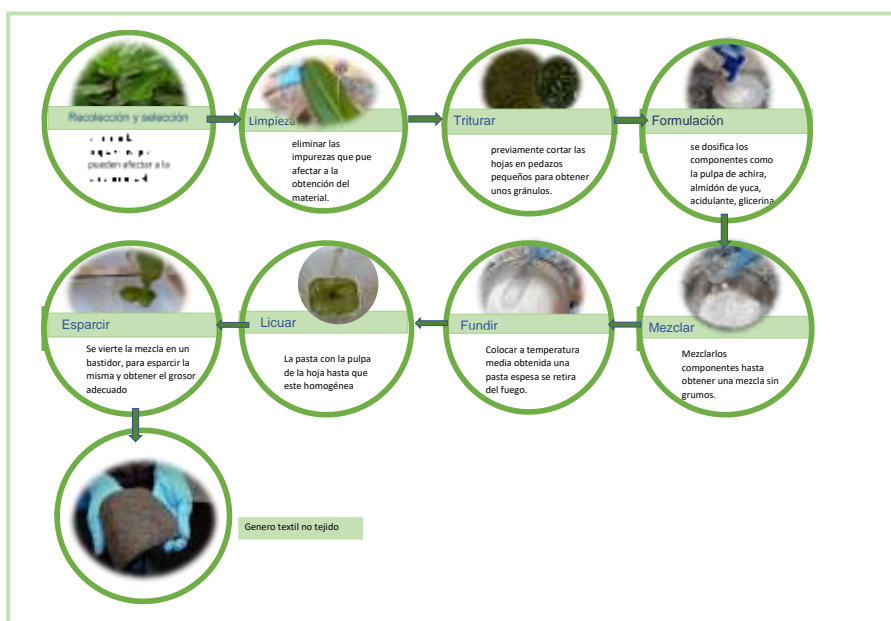 Recolección y selección
pueden afectar a la
Limpieza
eliminar las
impurezas que pue
afectar a la
obtención del
material.
Triturar
previamente cortar las
hojas en pedazos
pequeños para obtener
unos gránulos.
Formulación
se dosifica los
componentes como
la pulpa de achira,
almidón de yuca,
acidulante, glicerina
Mezclar
Mezclarlos
componentes hasta
obtener una mezcla sin
grumos.
Fundir
Colocar a temperatura
media obtenida una
pasta espesa se retira
del fuego.
Licuar
La pasta con la pulpa
de la hoja hasta que
este homogénea
Esparcir
Se vierte la mezcla en un
bastidor, para esparcir la
misma y obtener el grosor
adecuado
Genero textil no tejido